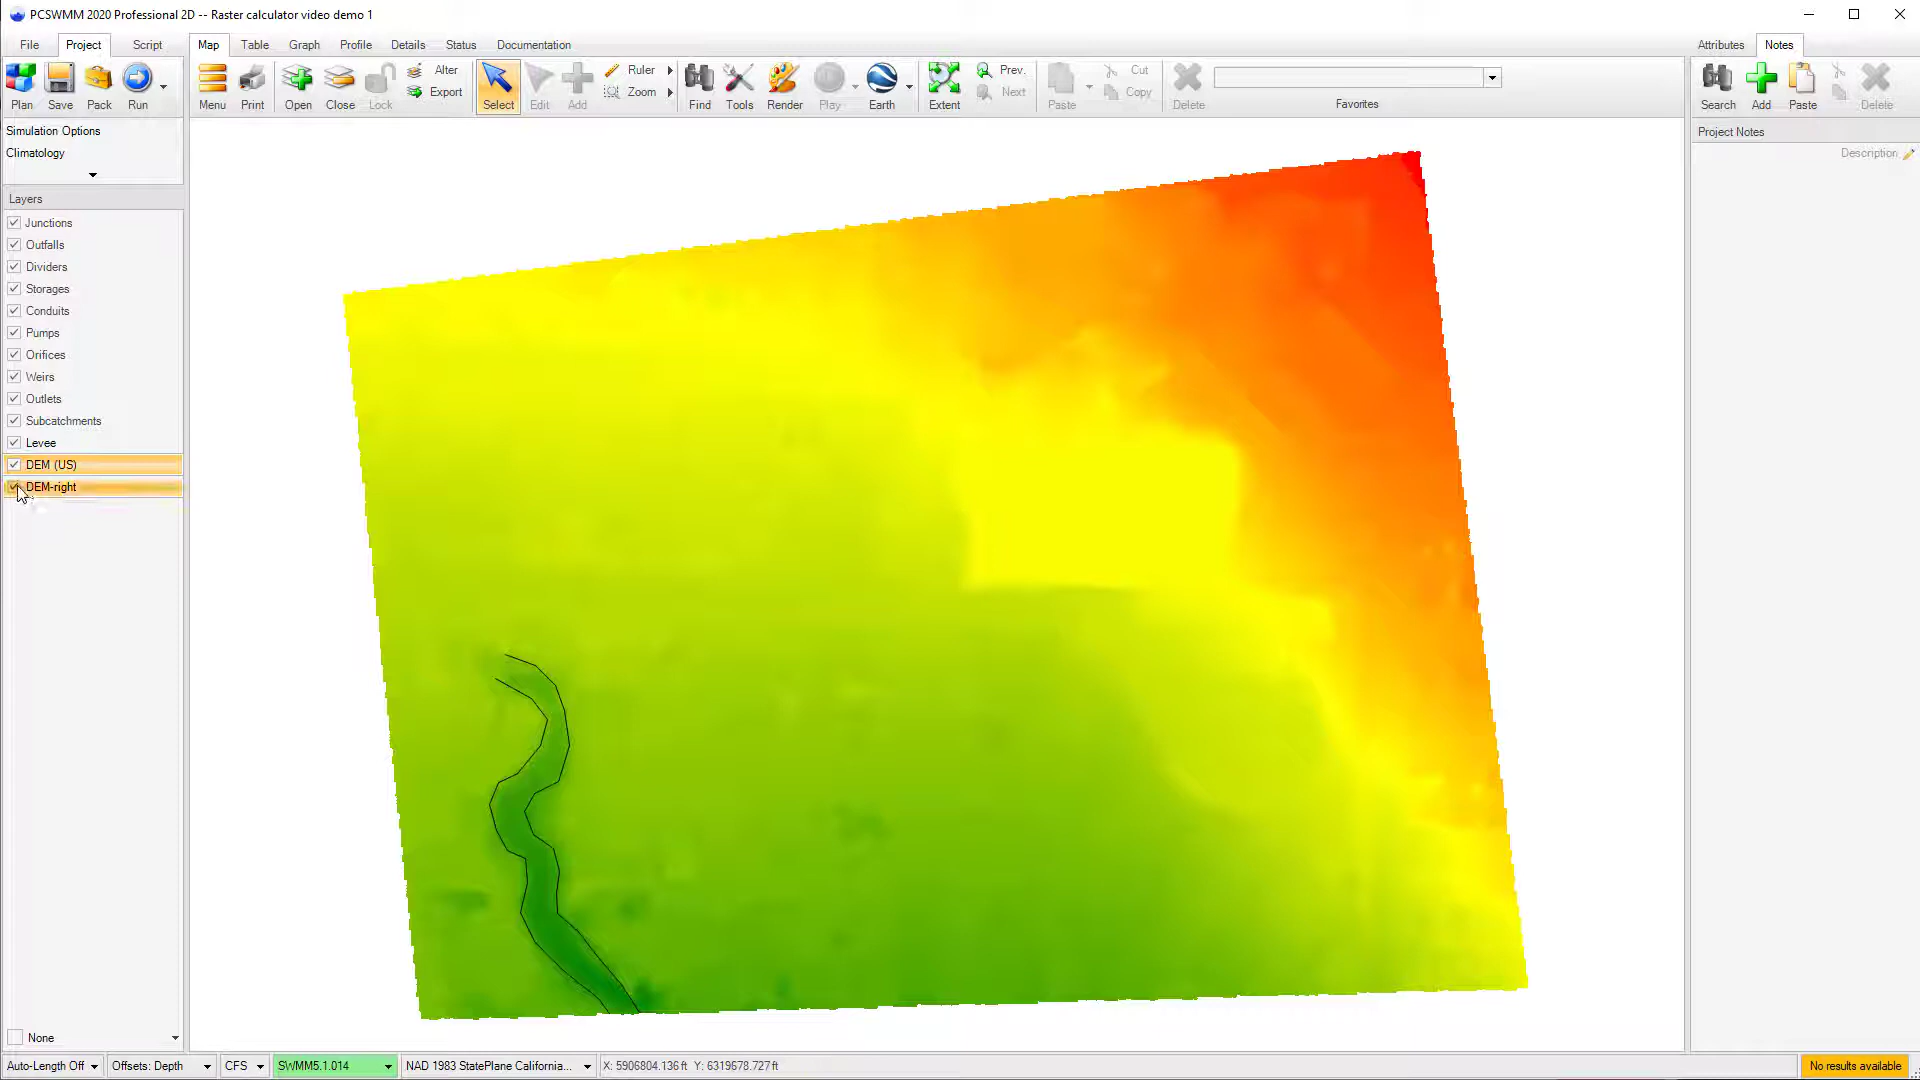 PCSWMM 2020 Professional 2D -- Raster calculator video demo 1
File Project Script Map Table Graph Profile Details Status Documentation Attributes Notes
Plan Save Pack Run Menu Print Open Close Lock Alter Export Select Edit Add Ruler Zoom Find Tools Render Play Earth Extent Prev. Next Paste Cut Copy Delete Favorites Search Add Paste Delete
Simulation Options
Climatology
Project Notes
Description
Layers
Junctions
Outfalls
Dividers
Storages
Conduits
Pumps
Orifices
Weirs
Outlets
Subcatchments
Levee
DEM (US)
DEM-right
None
Auto-Length Off Offsets: Depth CFS SWMM5.1.014 NAD 1983 StatePlane California... X: 5906804.136 ft Y: 6319678.727 ft No results available